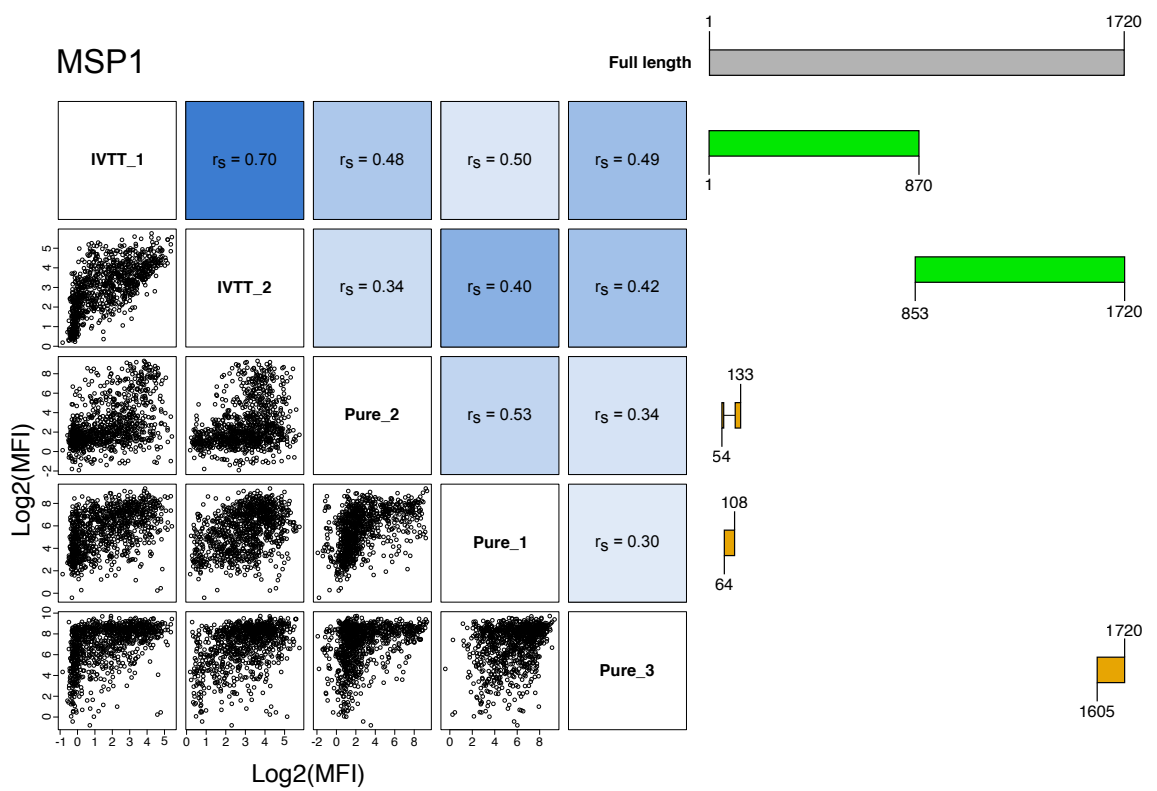 1 1720
MSP1
Full length
IVTT_1 rS = 0.70 rS = 0.48 rS = 0.50 rS = 0.49
1 870
0 1 2 3 4 5
IVTT_2 rS = 0.34 rS = 0.40 rS = 0.42
853 1720
-2 0 2 4 6 8
Pure_2 rS = 0.53 rS = 0.34
133
54
Log2(MFI)
0 2 4 6 8
Pure_1 rS = 0.30
108
64
0 2 4 6 8 10
Pure_3
1720
1605
-1 0 1 2 3 4 5 0 1 2 3 4 5 -2 0 2 4 6 8 0 2 4 6 8
Log2(MFI)